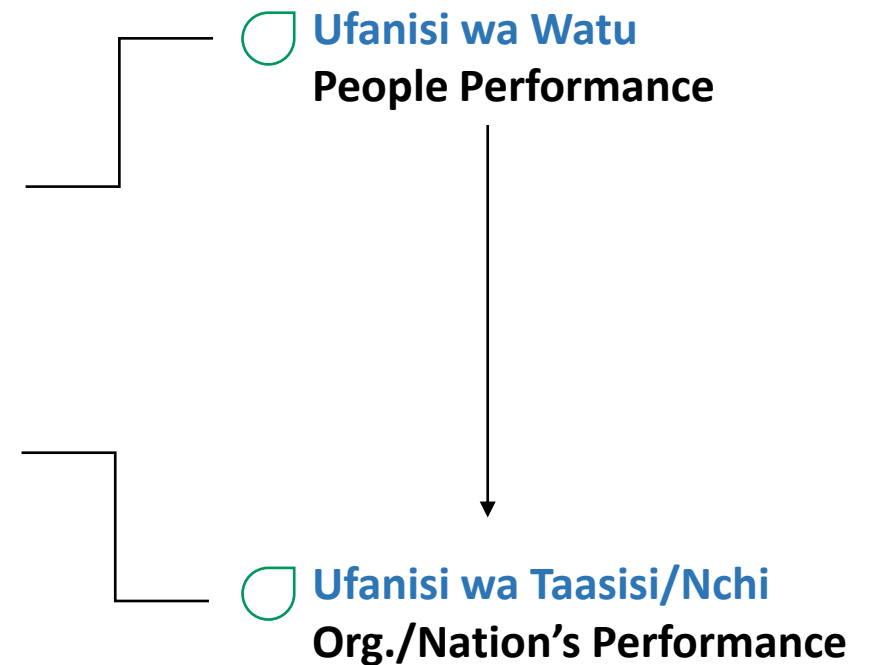 Ufanisi wa Watu
People Performance
Ufanisi wa Taasisi/Nchi
Org./Nation's Performance